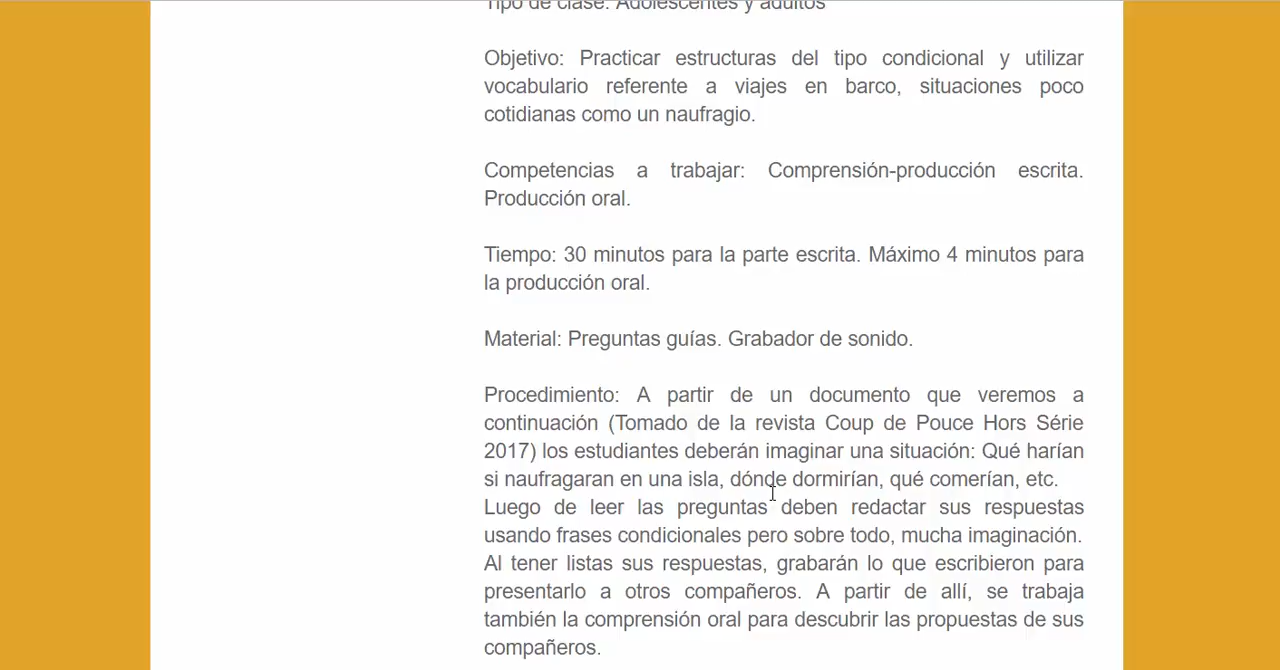 Tipo de clase: Adolescentes y adultos
Objetivo: Practicar estructuras del tipo condicional y utilizar
vocabulario referente a viajes en barco, situaciones poco
cotidianas como un naufragio.
Competencias a trabajar: Comprensión-producción escrita.
Producción oral.
Tiempo: 30 minutos para la parte escrita. Máximo 4 minutos para
la producción oral.
Material: Preguntas guías. Grabador de sonido.
Procedimiento: A partir de un documento que veremos a
continuación (Tomado de la revista Coup de Pouce Hors Série
2017) los estudiantes deberán imaginar una situación: Qué harían
si naufragaran en una isla, dónde dormirían, qué comerían, etc.
Luego de leer las preguntas deben redactar sus respuestas
usando frases condicionales pero sobre todo, mucha imaginación.
Al tener listas sus respuestas, grabarán lo que escribieron para
presentarlo a otros compañeros. A partir de allí, se trabaja
también la comprensión oral para descubrir las propuestas de sus
compañeros.